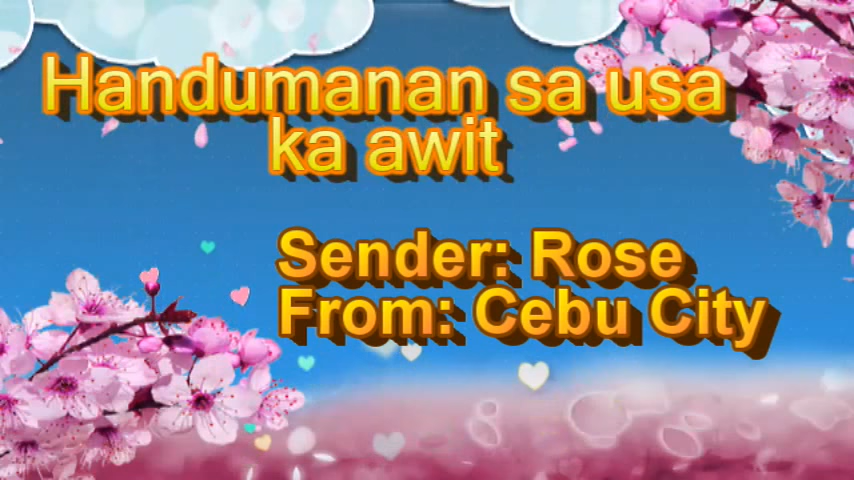 Handumanan sa usa
ka awit
Sender: Rose
From: Cebu City